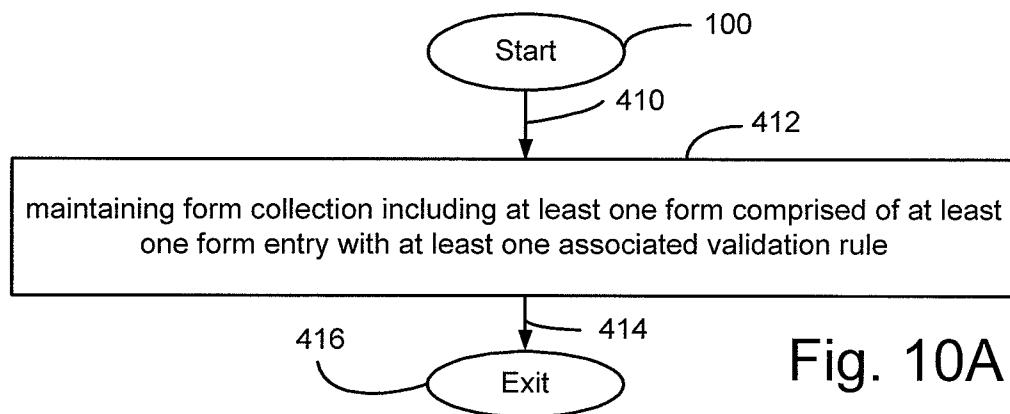 100
Start
410
412
maintaining form collection including at least one form comprised of at least
one form entry with at least one associated validation rule
414
416
Exit
Fig. 10A